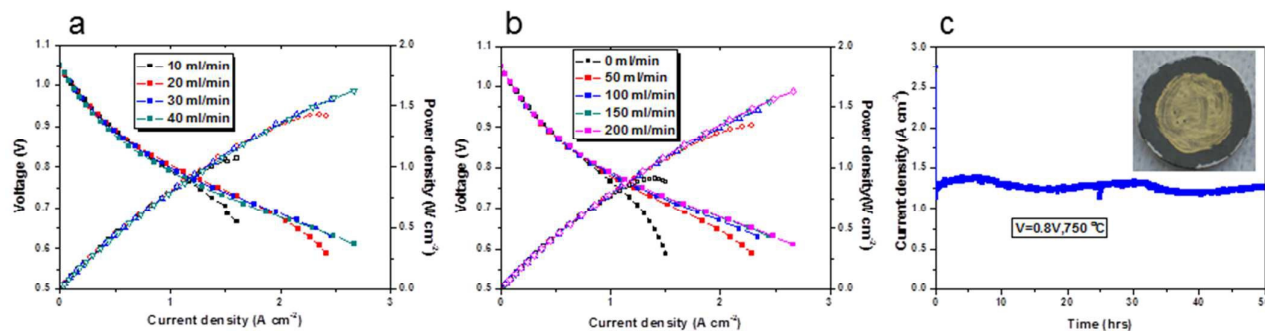 a
10 ml/min
20 ml/min
30 ml/min
40 ml/min
Voltage (V)
1.1
1.0
0.9
0.8
0.7
0.6
0.5
0 1 2 3
Current density (A cm⁻²)
2.0
1.5
1.0
0.5
0.0
Power density (W cm⁻²)
b
0 ml/min
50 ml/min
100 ml/min
150 ml/min
200 ml/min
Voltage (V)
1.1
1.0
0.9
0.8
0.7
0.6
0.5
0 1 2 3
Current density (A cm⁻²)
2.0
1.5
1.0
0.5
0.0
Power density(W cm⁻²)
c
Current density (A cm⁻²)
3.0
2.5
2.0
1.5
1.0
0.5
0.0
V=0.8V,750 ºC
0 10 20 30 40 50
Time (hrs)